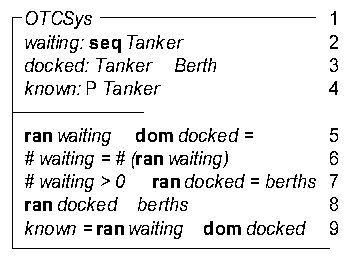 OTCSys 1
waiting: seq Tanker 2
docked: Tanker Berth 3
known: P Tanker 4
ran waiting dom docked = 5
# waiting = # (ran waiting) 6
# waiting > 0 ran docked = berths 7
ran docked berths 8
known = ran waiting dom docked 9